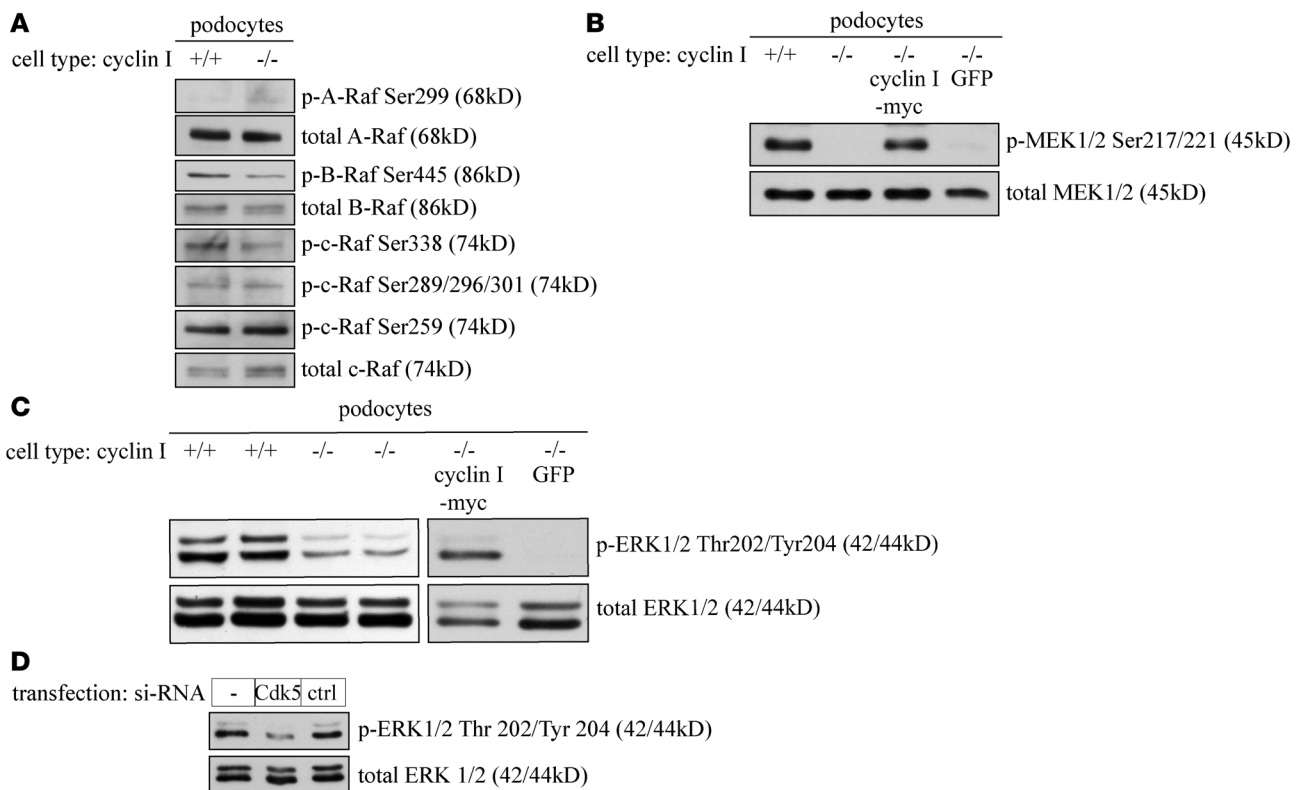 A
podocytes
cell type: cyclin I +/+ -/-
p-A-Raf Ser299 (68kD)
total A-Raf (68kD)
p-B-Raf Ser445 (86kD)
total B-Raf (86kD)
p-c-Raf Ser338 (74kD)
p-c-Raf Ser289/296/301 (74kD)
p-c-Raf Ser259 (74kD)
total c-Raf (74kD)
B
podocytes
cell type: cyclin I +/+ -/- -/- -/-
cyclin I GFP
-myc
p-MEK1/2 Ser217/221 (45kD)
total MEK1/2 (45kD)
C
podocytes
cell type: cyclin I +/+ +/+ -/- -/- -/- -/-
cyclin I GFP
-myc
p-ERK1/2 Thr202/Tyr204 (42/44kD)
total ERK1/2 (42/44kD)
D
transfection: si-RNA - Cdk5 ctrl
p-ERK1/2 Thr 202/Tyr 204 (42/44kD)
total ERK 1/2 (42/44kD)